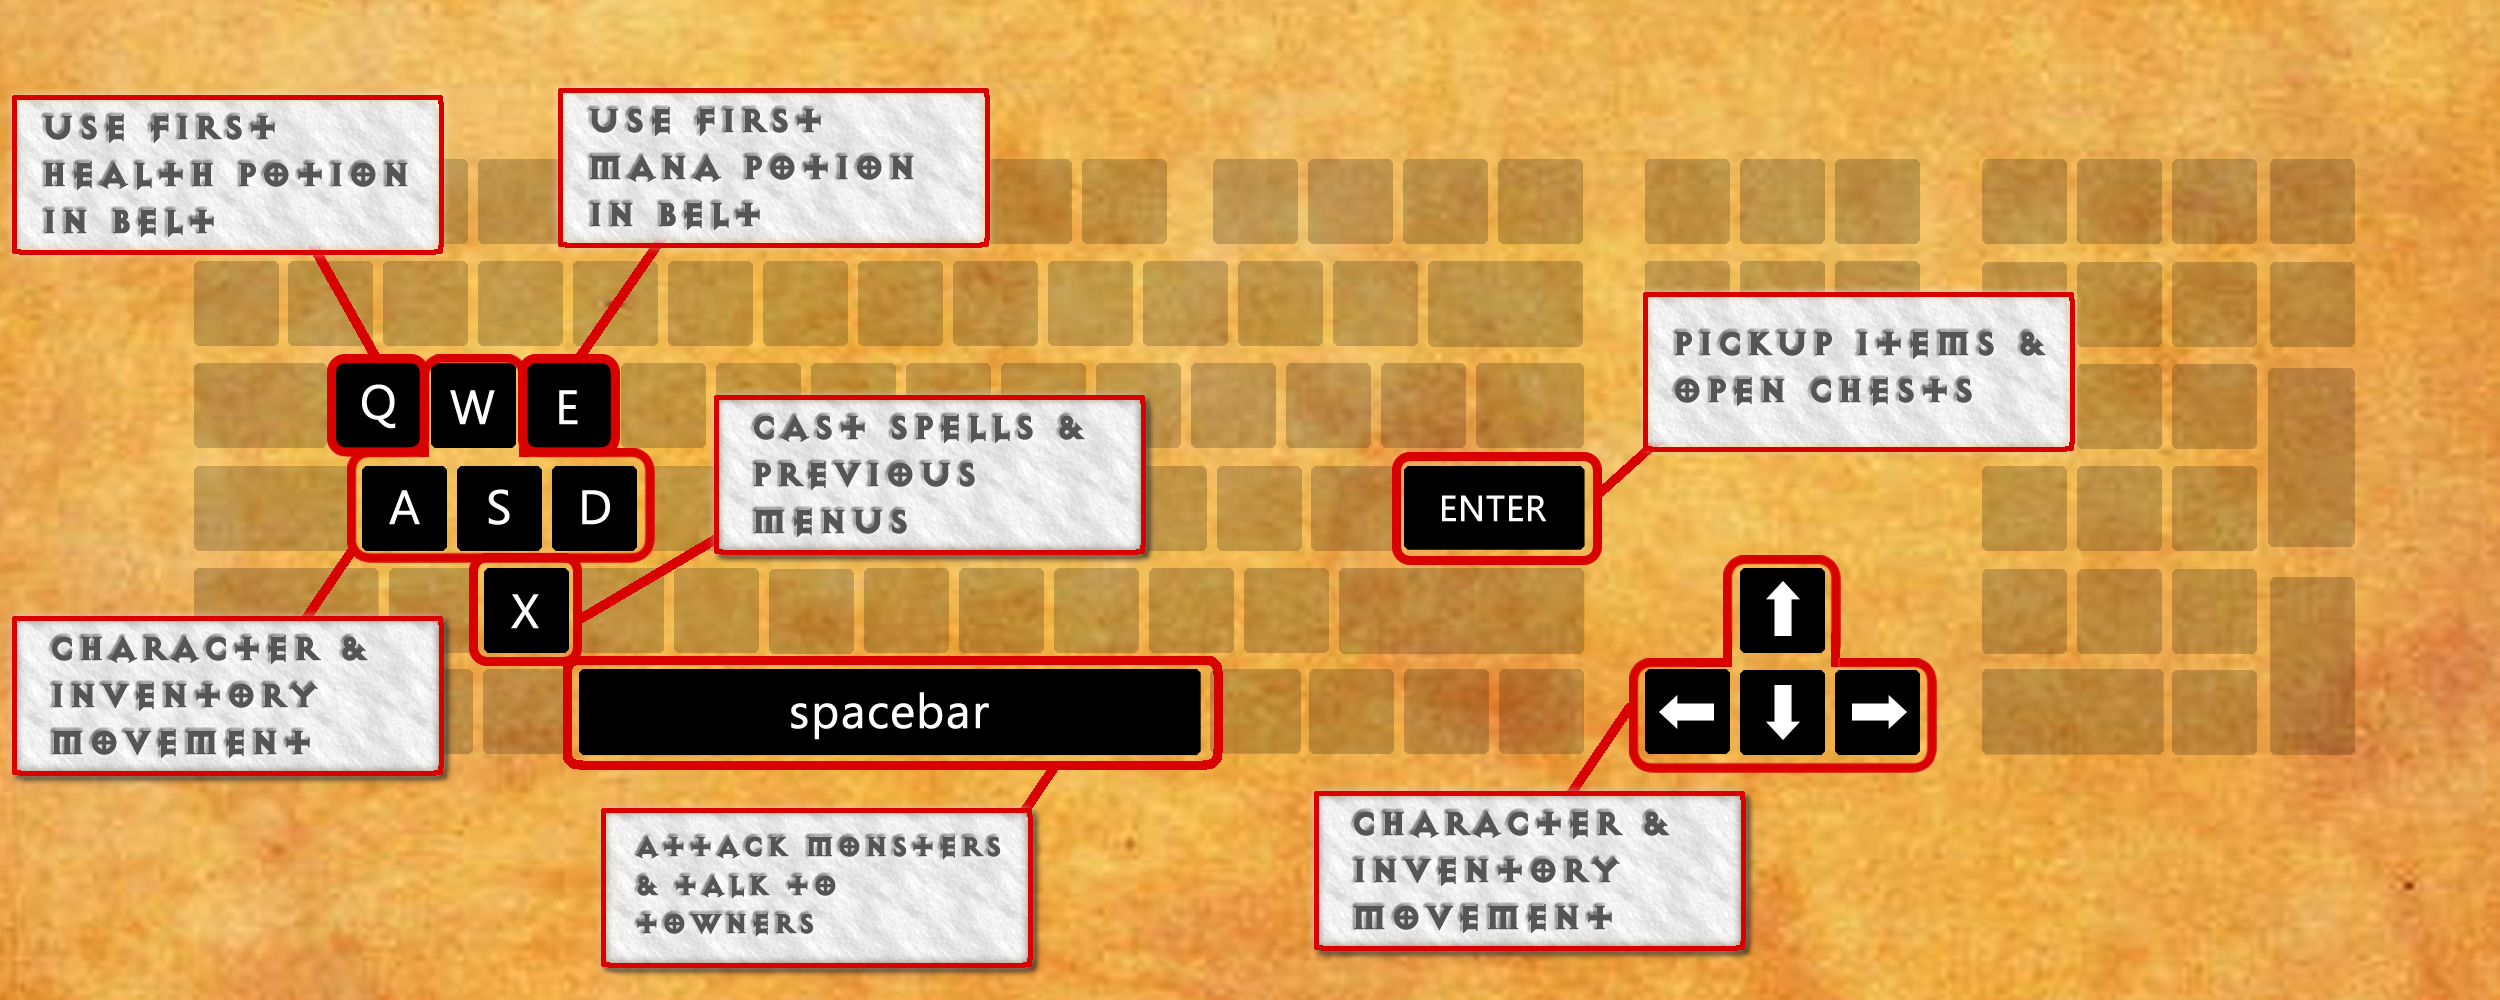 USE FIRST
HEALTH POTION
IN BELT
USE FIRST
MANA POTION
IN BELT
PICKUP ITEMS &
OPEN CHESTS
Q W E
CAST SPELLS &
PREVIOUS
MENUS
A S D
ENTER
X
CHARACTER &
INVENTORY
MOVEMENT
spacebar
ATTACK MONSTERS
& TALK TO
TOWNERS
CHARACTER &
INVENTORY
MOVEMENT